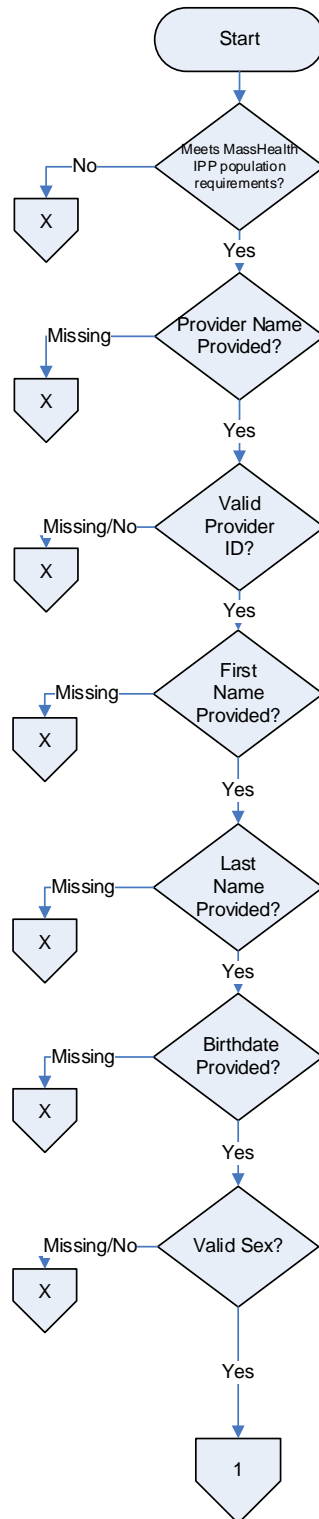 Start
Meets MassHealth
IPP population
requirements?
No
X
Yes
Provider Name
Provided?
Missing
X
Yes
Valid
Provider
ID?
Missing/No
X
Yes
First
Name
Provided?
Missing
X
Yes
Last
Name
Provided?
Missing
X
Yes
Birthdate
Provided?
Missing
X
Yes
Valid Sex?
Missing/No
X
Yes
1